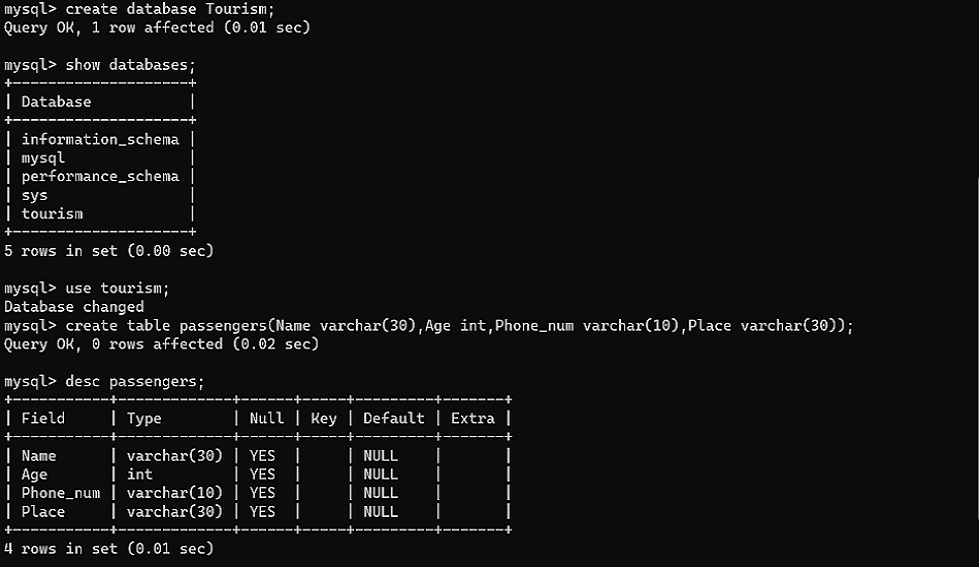 mysql> create database Tourism;
Query OK, 1 row affected (0.01 sec)

mysql> show databases;
+--------------------+
| Database           |
+--------------------+
| information_schema |
| mysql              |
| performance_schema |
| sys                |
| tourism            |
+--------------------+
5 rows in set (0.00 sec)

mysql> use tourism;
Database changed
mysql> create table passengers(Name varchar(30),Age int,Phone_num varchar(10),Place varchar(30));
Query OK, 0 rows affected (0.02 sec)

mysql> desc passengers;
+-----------+-------------+------+-----+---------+-------+
| Field     | Type        | Null | Key | Default | Extra |
+-----------+-------------+------+-----+---------+-------+
| Name      | varchar(30) | YES  |     | NULL    |       |
| Age       | int         | YES  |     | NULL    |       |
| Phone_num | varchar(10) | YES  |     | NULL    |       |
| Place     | varchar(30) | YES  |     | NULL    |       |
+-----------+-------------+------+-----+---------+-------+
4 rows in set (0.01 sec)